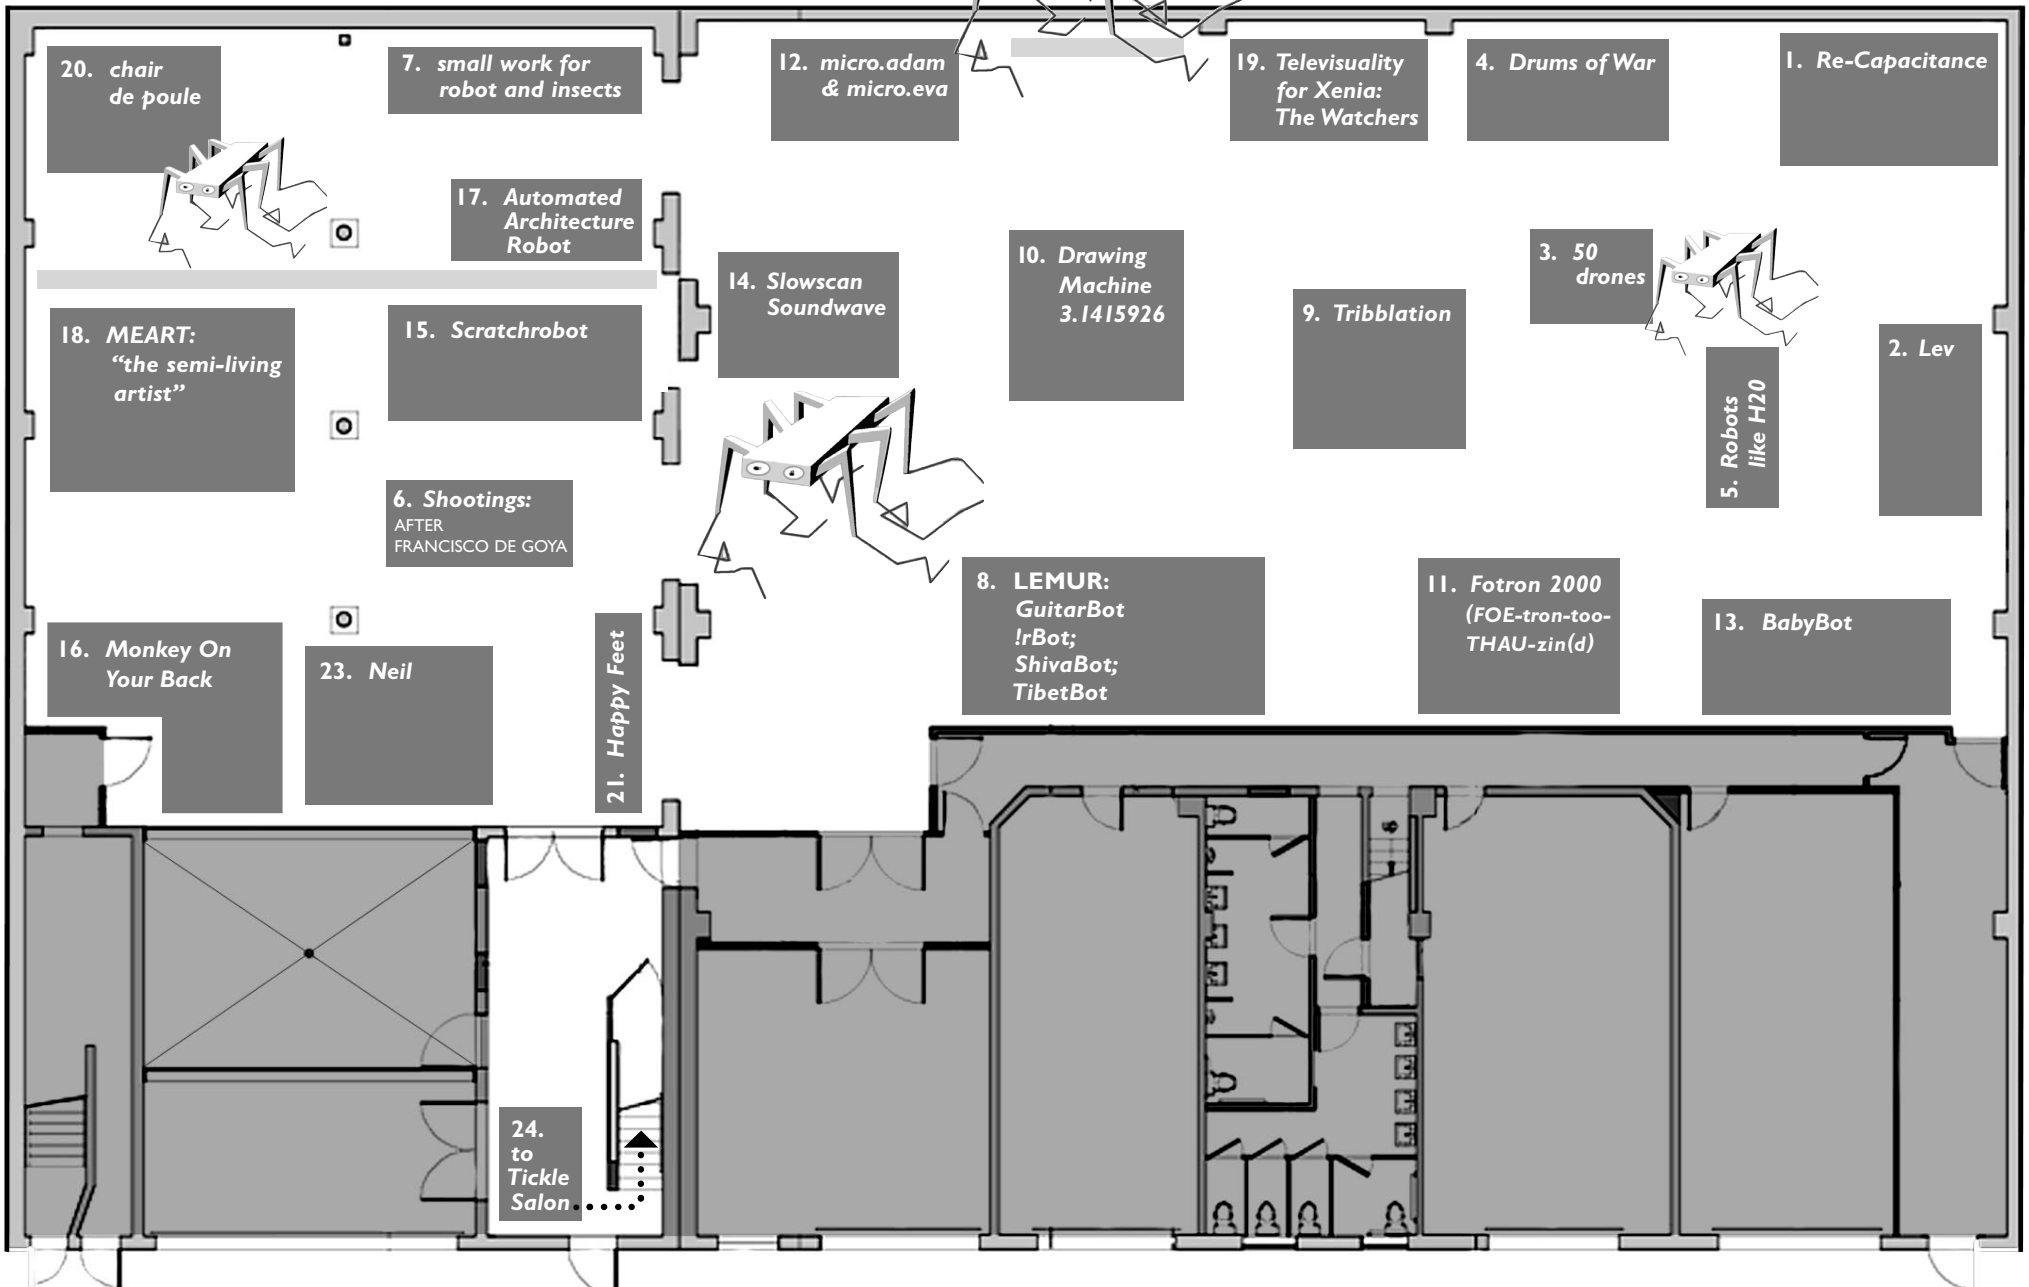 20. chair
de poule
7. small work for
robot and insects
12. micro.adam
& micro.eva
19. Televisuality
for Xenia:
The Watchers
4. Drums of War
1. Re-Capacitance
17. Automated
Architecture
Robot
14. Slowscan
Soundwave
10. Drawing
Machine
3.1415926
9. Tribblation
3. 50
drones
2. Lev
5. Robots
like H20
18. MEART:
“the semi-living
artist”
15. Scratchrobot
6. Shootings:
AFTER
FRANCISCO DE GOYA
8. LEMUR:
GuitarBot
!rBot;
ShivaBot;
TibetBot
11. Fotron 2000
(FOE-tron-too-
THAU-zin(d)
13. BabyBot
16. Monkey On
Your Back
23. Neil
21. Happy Feet
24.
to
Tickle
Salon